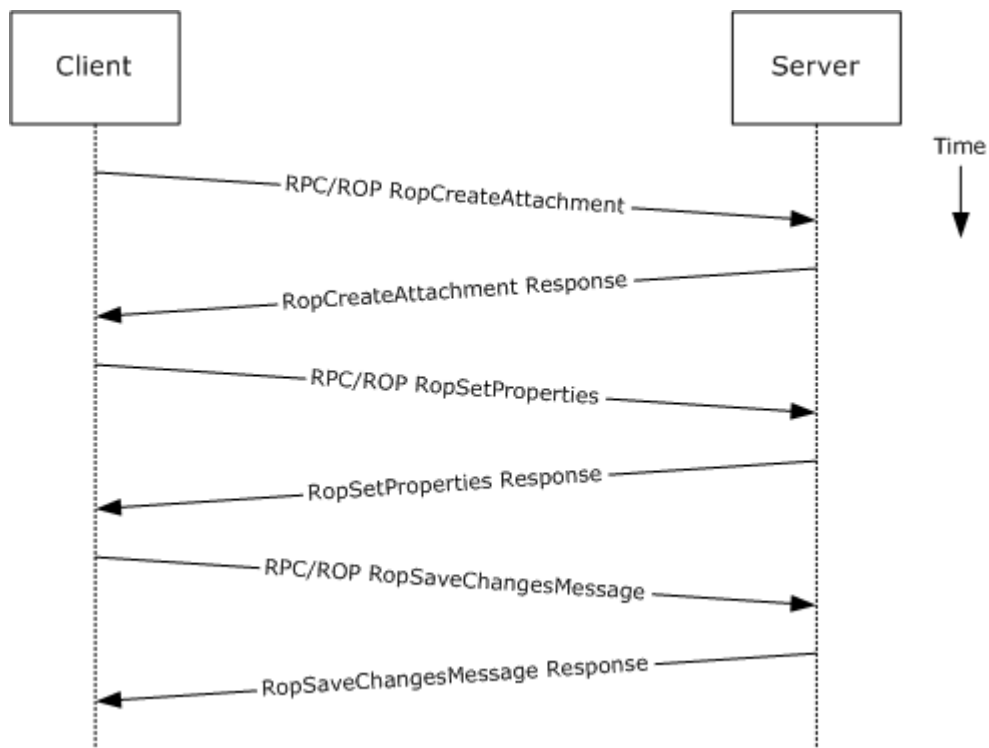 Client
Server
Time
RPC/ROP RopCreateAttachment
RopCreateAttachment Response
RPC/ROP RopSetProperties
RopSetProperties Response
RPC/ROP RopSaveChangesMessage
RopSaveChangesMessage Response